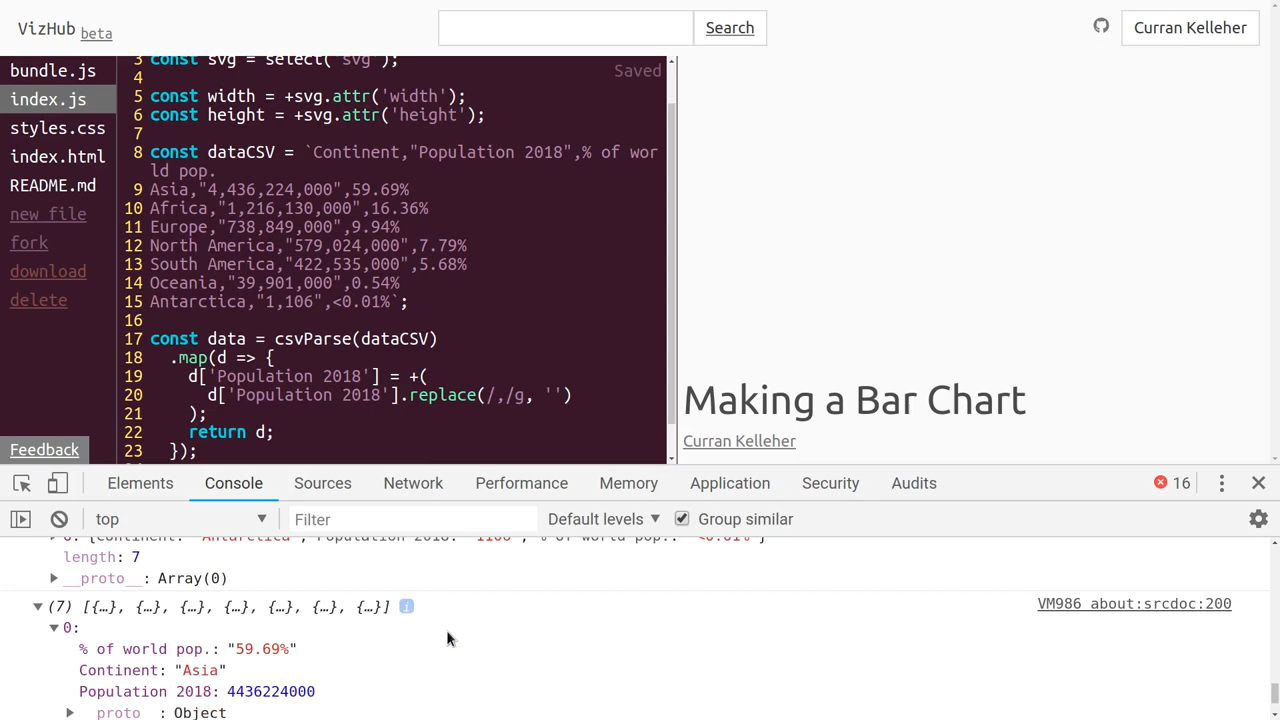 VizHub beta
Search
Curran Kelleher
bundle.js
index.js
styles.css
index.html
README.md
new file
fork
download
delete
Feedback
Saved
3 const svg = select('svg');
4
5 const width = +svg.attr('width');
6 const height = +svg.attr('height');
7
8 const dataCSV = `Continent,"Population 2018",% of wor
ld pop.
9 Asia,"4,436,224,000",59.69%
10 Africa,"1,216,130,000",16.36%
11 Europe,"738,849,000",9.94%
12 North America,"579,024,000",7.79%
13 South America,"422,535,000",5.68%
14 Oceania,"39,901,000",0.54%
15 Antarctica,"1,106",<0.01%`;
16
17 const data = csvParse(dataCSV)
18 .map(d => {
19 d['Population 2018'] = +(
20 d['Population 2018'].replace(/,/g, '')
21 );
22 return d;
23 });
Making a Bar Chart
Curran Kelleher
Elements Console Sources Network Performance Memory Application Security Audits 16
top Filter Default levels Group similar
length: 7
__proto__: Array(0)
(7) [{…}, {…}, {…}, {…}, {…}, {…}, {…}] i VM986 about:srcdoc:200
0:
% of world pop.: "59.69%"
Continent: "Asia"
Population 2018: 4436224000
__proto__: Object